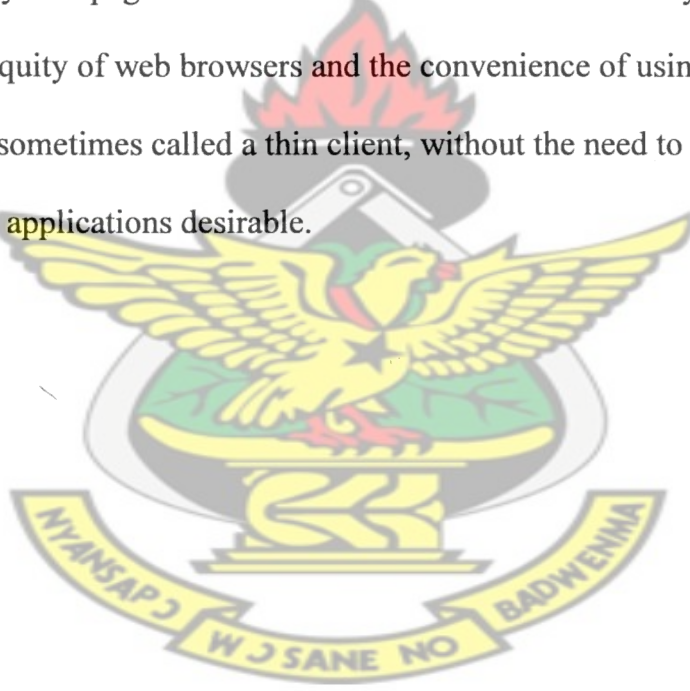 quity of web browsers and the convenience of usin
sometimes called a thin client, without the need to
applications desirable.
NYANSAPƆ
WƆSANE NO
BADWENMA